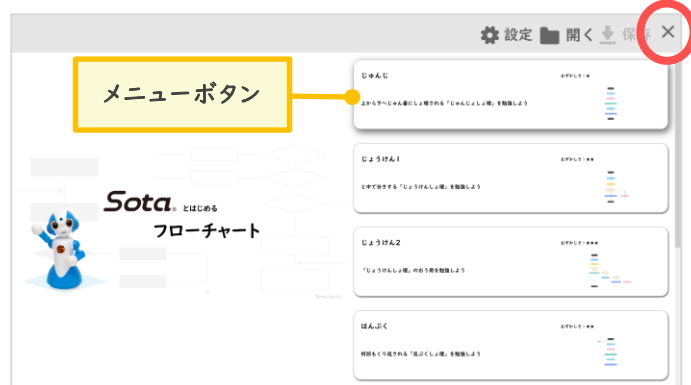 設定 開く 保存
メニューボタン
じゅんじ
むずかしさ:★
上から下へじゅん番にしょ理される「じゅんじしょ理」を勉強しよう
じょうけん1
むずかしさ:★★
と中で分きする「じょうけんしょ理」を勉強しよう
Sota とはじめる
フローチャート
じょうけん2
むずかしさ:★★★
「じょうけんしょ理」のおう用を勉強しよう
はんぷく
むずかしさ:★★
何回もくり返される「反ぷくしょ理」を勉強しよう